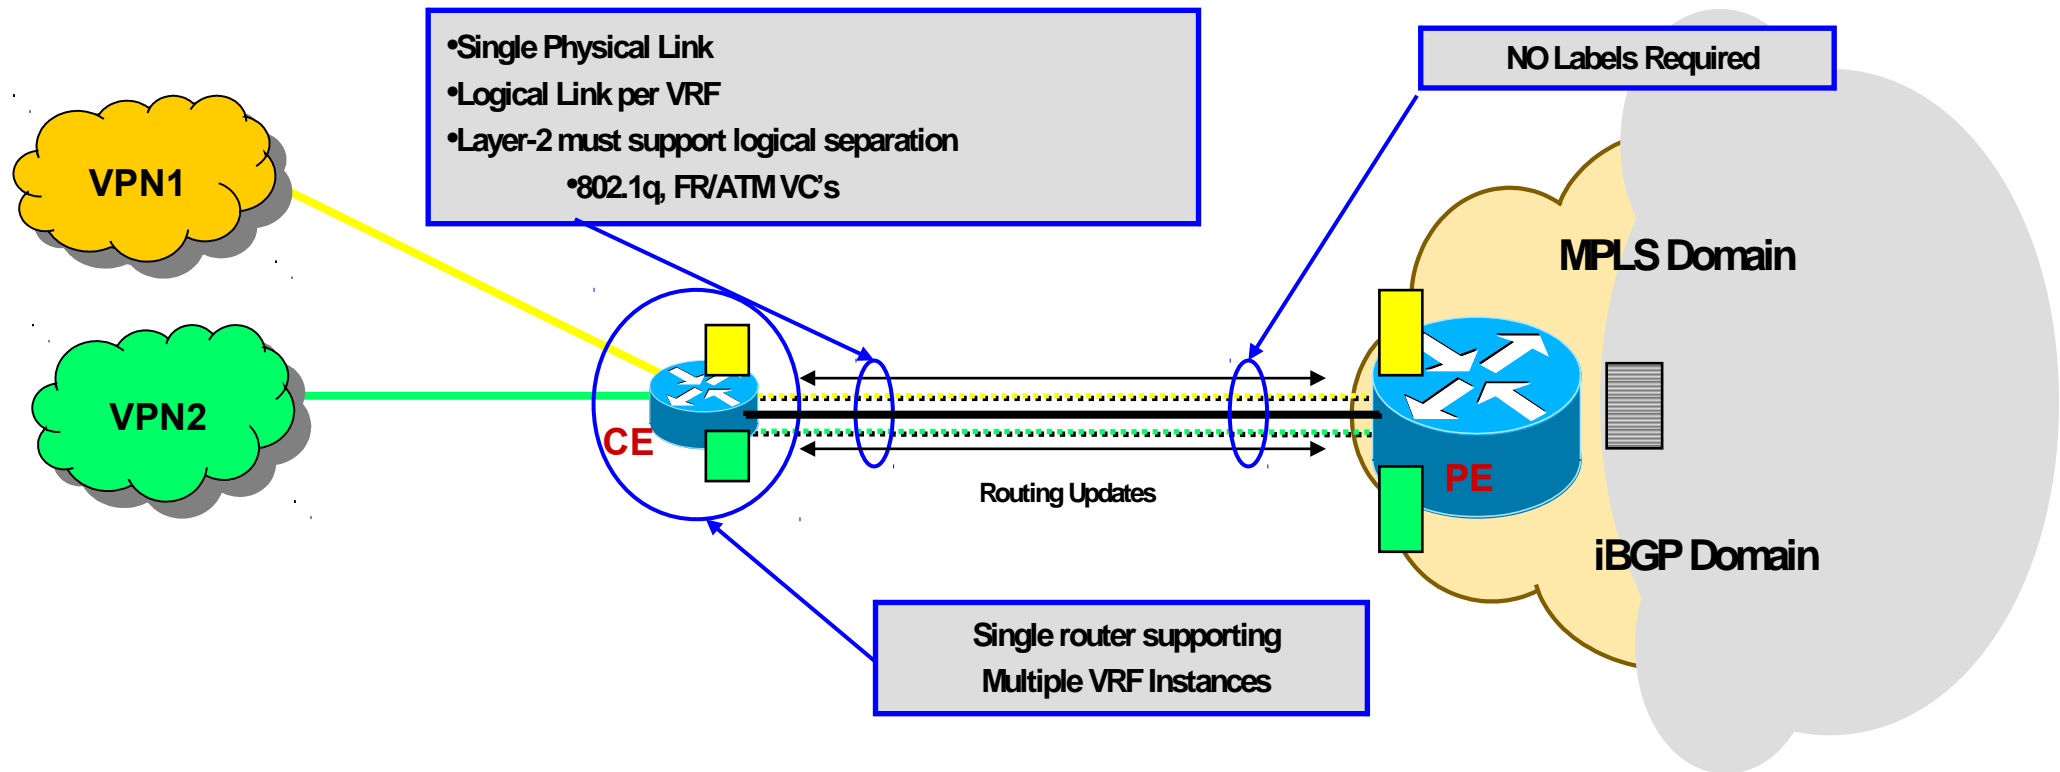 •Single Physical Link
•Logical Link per VRF
•Layer-2 must support logical separation
•802.1q, FR/ATM VC's
NO Labels Required
VPN1
MPLS Domain
VPN2
CE
PE
Routing Updates
iBGP Domain
Single router supporting
Multiple VRF Instances